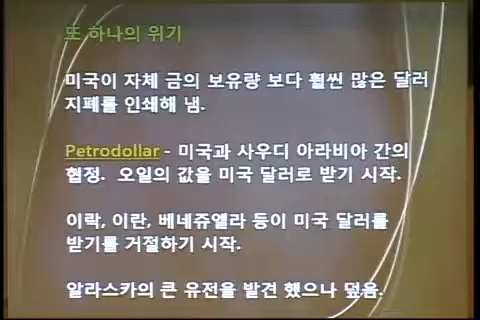 또 하나의 위기
미국이 자체 금의 보유량 보다 훨씬 많은 달러
지폐를 인쇄해 냄.
Petrodollar - 미국과 사우디 아라비아 간의
협정. 오일의 값을 미국 달러로 받기 시작.
이락, 이란, 베네쥬엘라 등이 미국 달러를
받기를 거절하기 시작.
알라스카의 큰 유전을 발견 했으나 덮음.